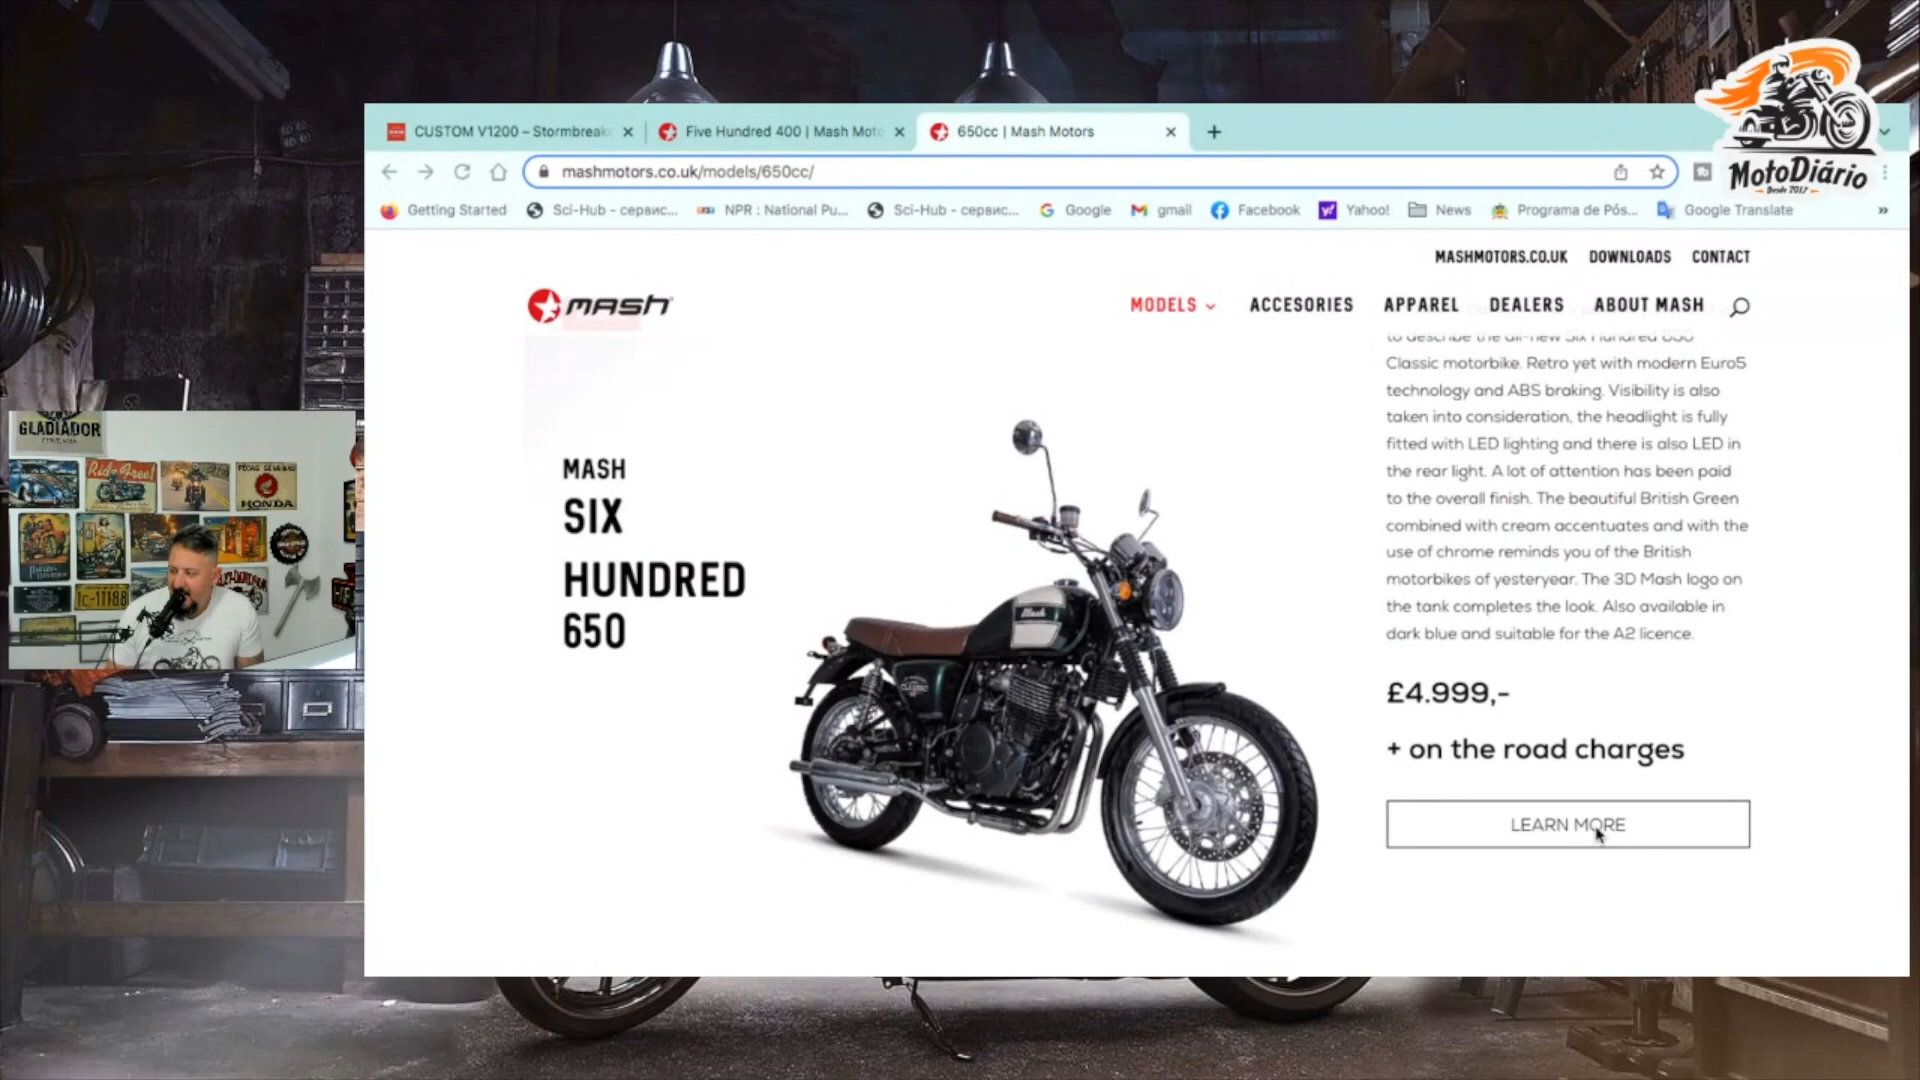 CUSTOM V1200 – Stormbreak
Five Hundred 400 | Mash Moto
650cc | Mash Motors
mashmotors.co.uk/models/650cc/
Getting Started
Sci-Hub - сервис...
NPR : National Pu...
Sci-Hub - сервис...
Google
gmail
Facebook
Yahoo!
News
Programa de Pós...
Google Translate
MotoDiário
Desde 2017
MASHMOTORS.CO.UK DOWNLOADS CONTACT
MASH
MODELS ACCESORIES APPAREL DEALERS ABOUT MASH
to describe the all-new Six Hundred 650
Classic motorbike. Retro yet with modern Euro5
technology and ABS braking. Visibility is also
taken into consideration, the headlight is fully
fitted with LED lighting and there is also LED in
the rear light. A lot of attention has been paid
to the overall finish. The beautiful British Green
combined with cream accentuates and with the
use of chrome reminds you of the British
motorbikes of yesteryear. The 3D Mash logo on
the tank completes the look. Also available in
dark blue and suitable for the A2 licence.
MASH
SIX
HUNDRED
650
Mash
£4.999,-
+ on the road charges
LEARN MORE
GLADIADOR
Ride Free!
HONDA